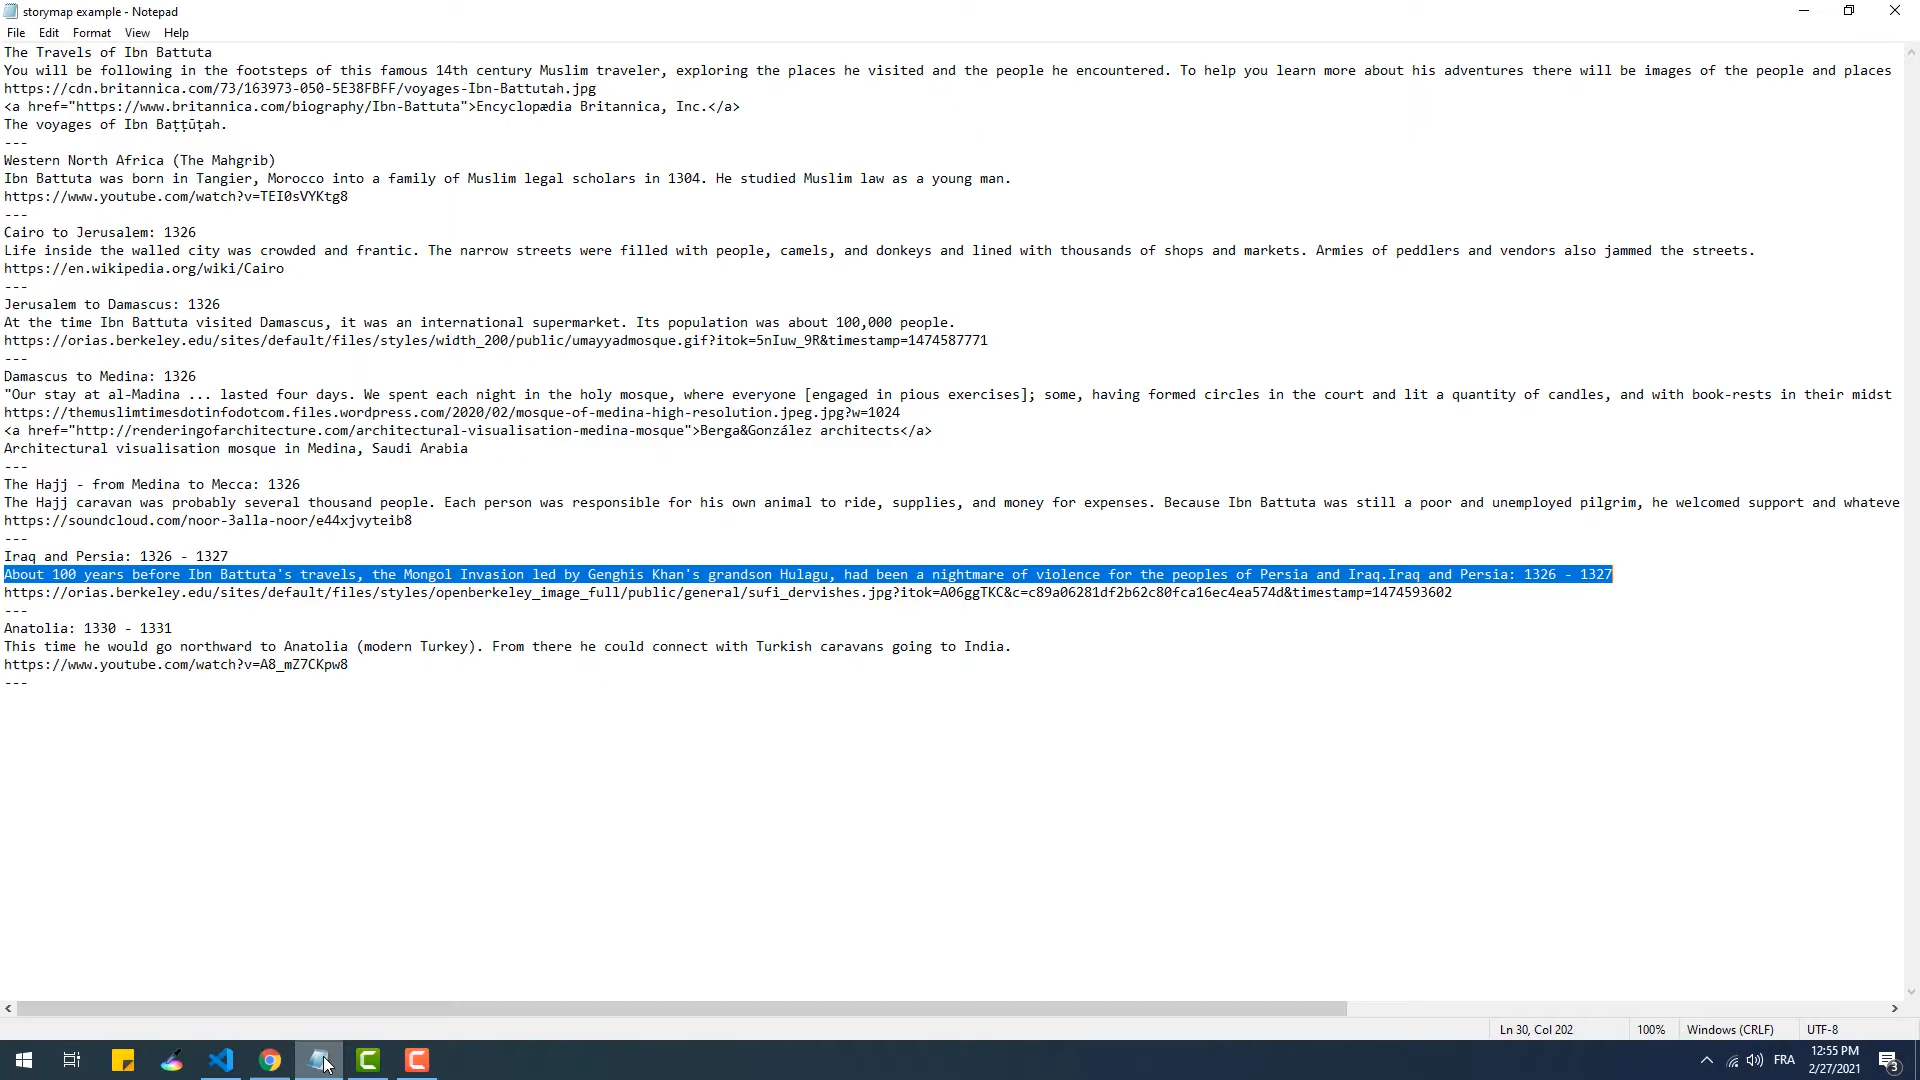 storymap example - Notepad
File Edit Format View Help
The Travels of Ibn Battuta
You will be following in the footsteps of this famous 14th century Muslim traveler, exploring the places he visited and the people he encountered. To help you learn more about his adventures there will be images of the people and places
https://cdn.britannica.com/73/163973-050-5E38FBFF/voyages-Ibn-Battutah.jpg
<a href="https://www.britannica.com/biography/Ibn-Battuta">Encyclopædia Britannica, Inc.</a>
The voyages of Ibn Baṭṭūṭah.
---
Western North Africa (The Mahgrib)
Ibn Battuta was born in Tangier, Morocco into a family of Muslim legal scholars in 1304. He studied Muslim law as a young man.
https://www.youtube.com/watch?v=TEI0sVYKtg8
---
Cairo to Jerusalem: 1326
Life inside the walled city was crowded and frantic. The narrow streets were filled with people, camels, and donkeys and lined with thousands of shops and markets. Armies of peddlers and vendors also jammed the streets.
https://en.wikipedia.org/wiki/Cairo
---
Jerusalem to Damascus: 1326
At the time Ibn Battuta visited Damascus, it was an international supermarket. Its population was about 100,000 people.
https://orias.berkeley.edu/sites/default/files/styles/width_200/public/umayyadmosque.gif?itok=5nIuw_9R&timestamp=1474587771
---
Damascus to Medina: 1326
"Our stay at al-Madina ... lasted four days. We spent each night in the holy mosque, where everyone [engaged in pious exercises]; some, having formed circles in the court and lit a quantity of candles, and with book-rests in their midst
https://themuslimtimesdotinfodotcom.files.wordpress.com/2020/02/mosque-of-medina-high-resolution.jpeg.jpg?w=1024
<a href="http://renderingofarchitecture.com/architectural-visualisation-medina-mosque">Berga&González architects</a>
Architectural visualisation mosque in Medina, Saudi Arabia
---
The Hajj - from Medina to Mecca: 1326
The Hajj caravan was probably several thousand people. Each person was responsible for his own animal to ride, supplies, and money for expenses. Because Ibn Battuta was still a poor and unemployed pilgrim, he welcomed support and whateve
https://soundcloud.com/noor-3alla-noor/e44xjvyteib8
---
Iraq and Persia: 1326 - 1327
About 100 years before Ibn Battuta's travels, the Mongol Invasion led by Genghis Khan's grandson Hulagu, had been a nightmare of violence for the peoples of Persia and Iraq.Iraq and Persia: 1326 - 1327
https://orias.berkeley.edu/sites/default/files/styles/openberkeley_image_full/public/general/sufi_dervishes.jpg?itok=A06ggTKC&c=c89a06281df2b62c80fca16ec4ea574d&timestamp=1474593602
---
Anatolia: 1330 - 1331
This time he would go northward to Anatolia (modern Turkey). From there he could connect with Turkish caravans going to India.
https://www.youtube.com/watch?v=A8_mZ7CKpw8
---
Ln 30, Col 202 100% Windows (CRLF) UTF-8
FRA 12:55 PM
2/27/2021 3